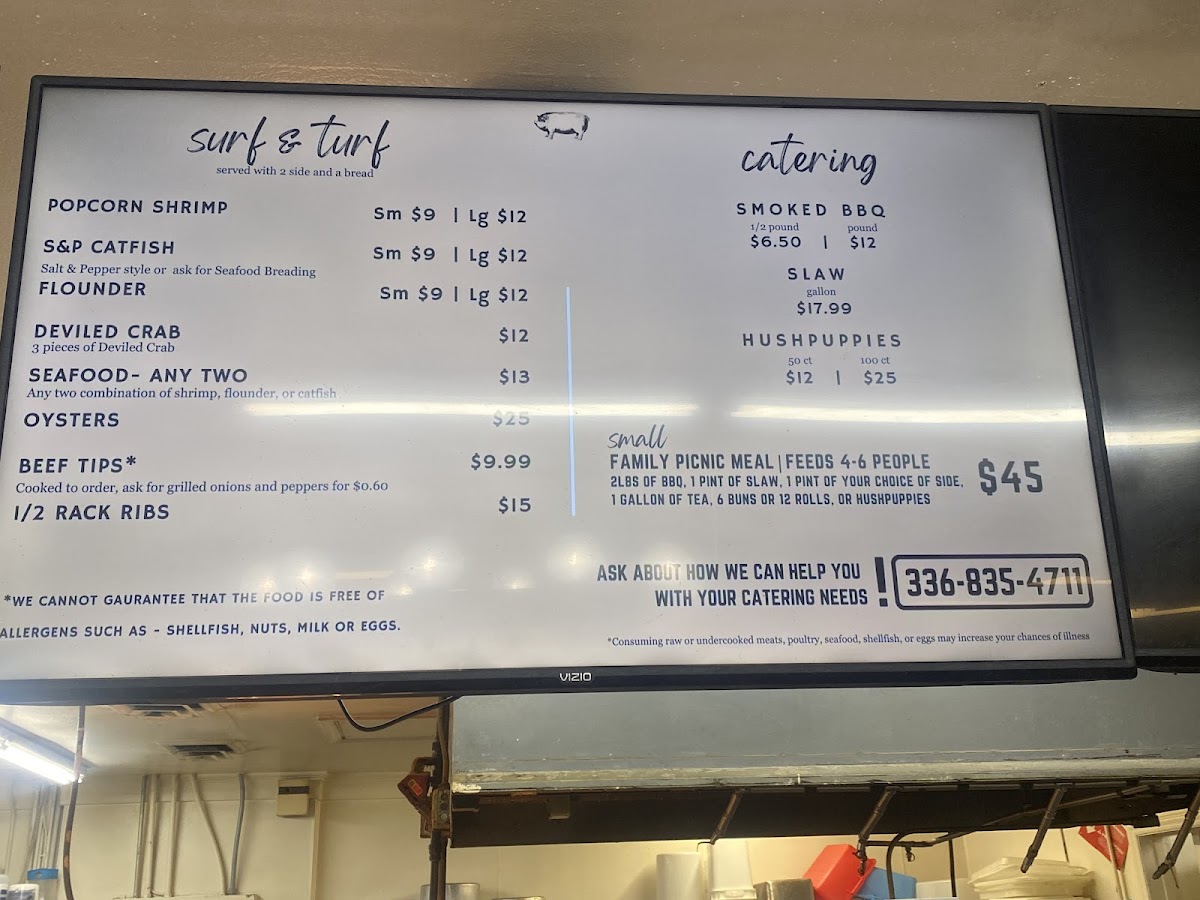 surf & turf
served with 2 side and a bread
POPCORN SHRIMP Sm $9 | Lg $12
S&P CATFISH Sm $9 | Lg $12
Salt & Pepper style or ask for Seafood Breading
FLOUNDER Sm $9 | Lg $12
DEVILED CRAB $12
3 pieces of Deviled Crab
SEAFOOD- ANY TWO $13
Any two combination of shrimp, flounder, or catfish
OYSTERS $25
BEEF TIPS* $9.99
Cooked to order, ask for grilled onions and peppers for $0.60
1/2 RACK RIBS $15
*WE CANNOT GAURANTEE THAT THE FOOD IS FREE OF
ALLERGENS SUCH AS - SHELLFISH, NUTS, MILK OR EGGS.
catering
SMOKED BBQ
1/2 pound pound
$6.50 | $12
SLAW
gallon
$17.99
HUSHPUPPIES
50 ct 100 ct
$12 | $25
small
FAMILY PICNIC MEAL | FEEDS 4-6 PEOPLE
2LBS OF BBQ, 1 PINT OF SLAW, 1 PINT OF YOUR CHOICE OF SIDE,
1 GALLON OF TEA, 6 BUNS OR 12 ROLLS, OR HUSHPUPPIES
$45
ASK ABOUT HOW WE CAN HELP YOU
WITH YOUR CATERING NEEDS !
336-835-4711
*Consuming raw or undercooked meats, poultry, seafood, shellfish, or eggs may increase your chances of illness
VIZIO